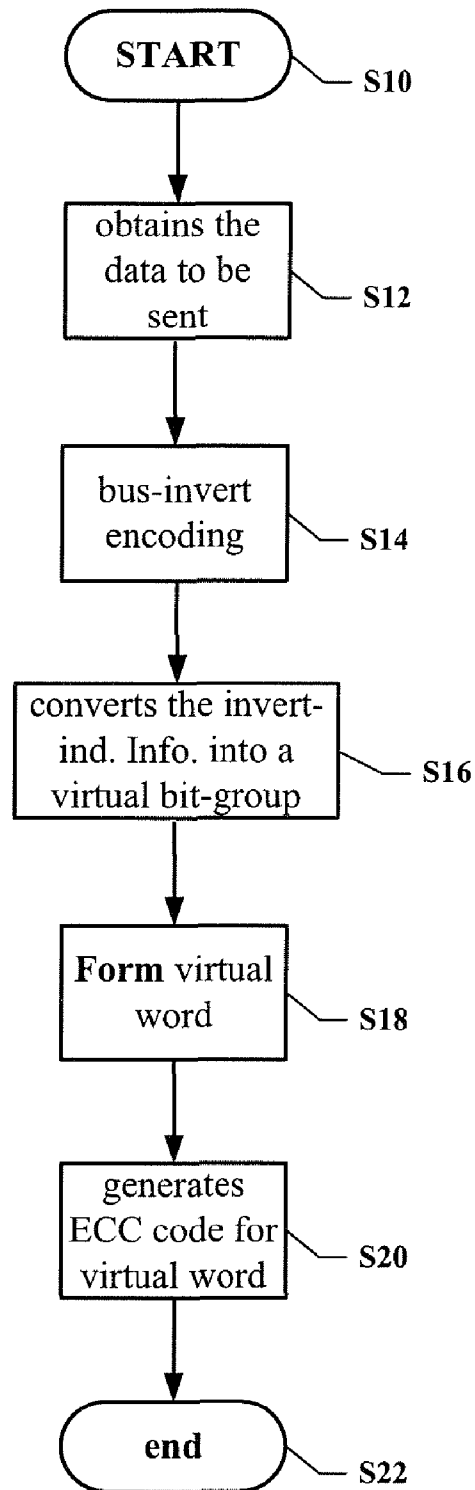 START
S10
obtains the
data to be
sent
S12
bus-invert
encoding
S14
converts the invert-
ind. Info. into a
virtual bit-group
S16
Form virtual
word
S18
generates
ECC code for
virtual word
S20
end
S22